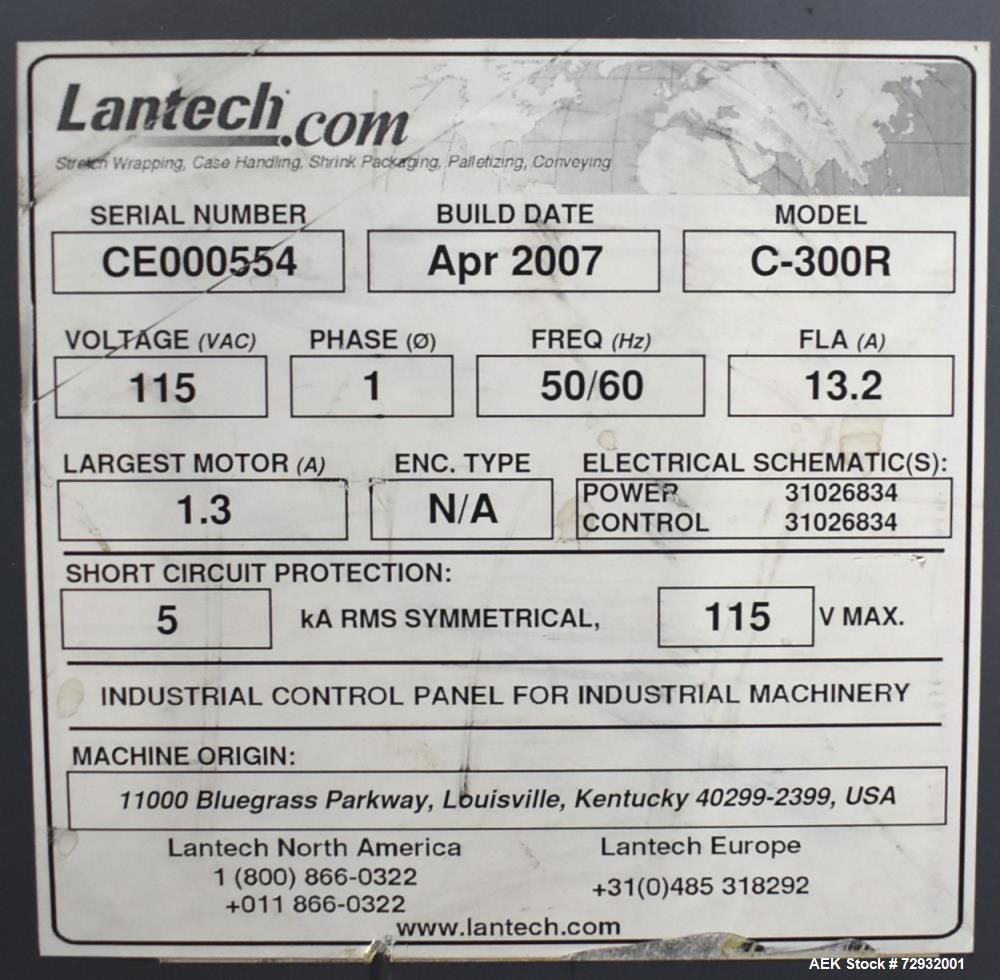 Lantech.com
Stretch Wrapping, Case Handling, Shrink Packaging, Palletizing, Conveying
SERIAL NUMBER BUILD DATE MODEL
CE000554 Apr 2007 C-300R
VOLTAGE (VAC) PHASE (Ø) FREQ (Hz) FLA (A)
115 1 50/60 13.2
LARGEST MOTOR (A) ENC. TYPE ELECTRICAL SCHEMATIC(S):
1.3 N/A POWER 31026834
CONTROL 31026834
SHORT CIRCUIT PROTECTION:
5 kA RMS SYMMETRICAL, 115 V MAX.
INDUSTRIAL CONTROL PANEL FOR INDUSTRIAL MACHINERY
MACHINE ORIGIN:
11000 Bluegrass Parkway, Louisville, Kentucky 40299-2399, USA
Lantech North America Lantech Europe
1 (800) 866-0322 +31(0)485 318292
+011 866-0322
www.lantech.com
AEK Stock # 72932001